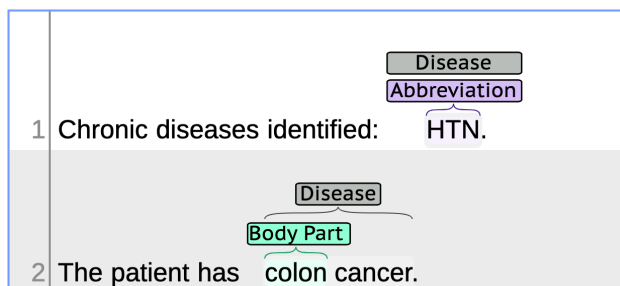 Disease
Abbreviation
1 Chronic diseases identified: HTN.
Disease
Body Part
2 The patient has colon cancer.